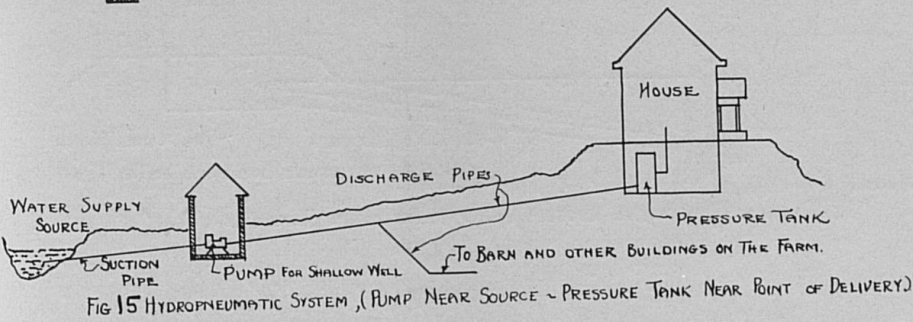 HOUSE
DISCHARGE PIPES
WATER SUPPLY
SOURCE
PRESSURE TANK
TO BARN AND OTHER BUILDINGS ON THE FARM.
SUCTION
PIPE
PUMP FOR SHALLOW WELL
FIG 15 HYDROPNEUMATIC SYSTEM, (PUMP NEAR SOURCE ~ PRESSURE TANK NEAR POINT OF DELIVERY)